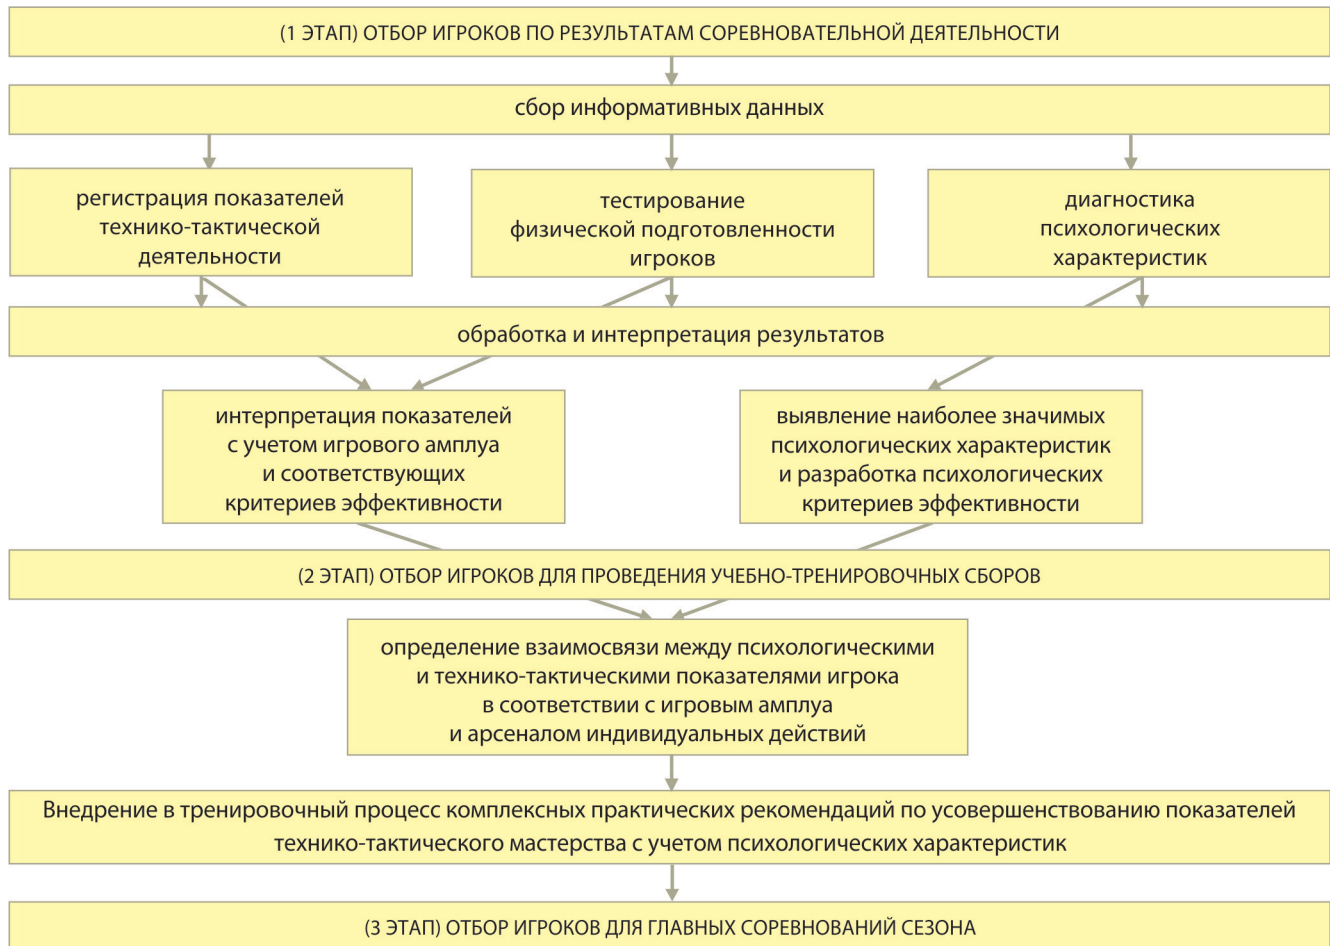 (1 ЭТАП) ОТБОР ИГРОКОВ ПО РЕЗУЛЬТАТАМ СОРЕВНОВАТЕЛЬНОЙ ДЕЯТЕЛЬНОСТИ
сбор информативных данных
регистрация показателей
технико-тактической
деятельности
тестирование
физической подготовленности
игроков
диагностика
психологических
характеристик
обработка и интерпретация результатов
интерпретация показателей
с учетом игрового амплуа
и соответствующих
критериев эффективности
выявление наиболее значимых
психологических характеристик
и разработка психологических
критериев эффективности
(2 ЭТАП) ОТБОР ИГРОКОВ ДЛЯ ПРОВЕДЕНИЯ УЧЕБНО-ТРЕНИРОВОЧНЫХ СБОРОВ
определение взаимосвязи между психологическими
и технико-тактическими показателями игрока
в соответствии с игровым амплуа
и арсеналом индивидуальных действий
Внедрение в тренировочный процесс комплексных практических рекомендаций по усовершенствованию показателей
технико-тактического мастерства с учетом психологических характеристик
(3 ЭТАП) ОТБОР ИГРОКОВ ДЛЯ ГЛАВНЫХ СОРЕВНОВАНИЙ СЕЗОНА